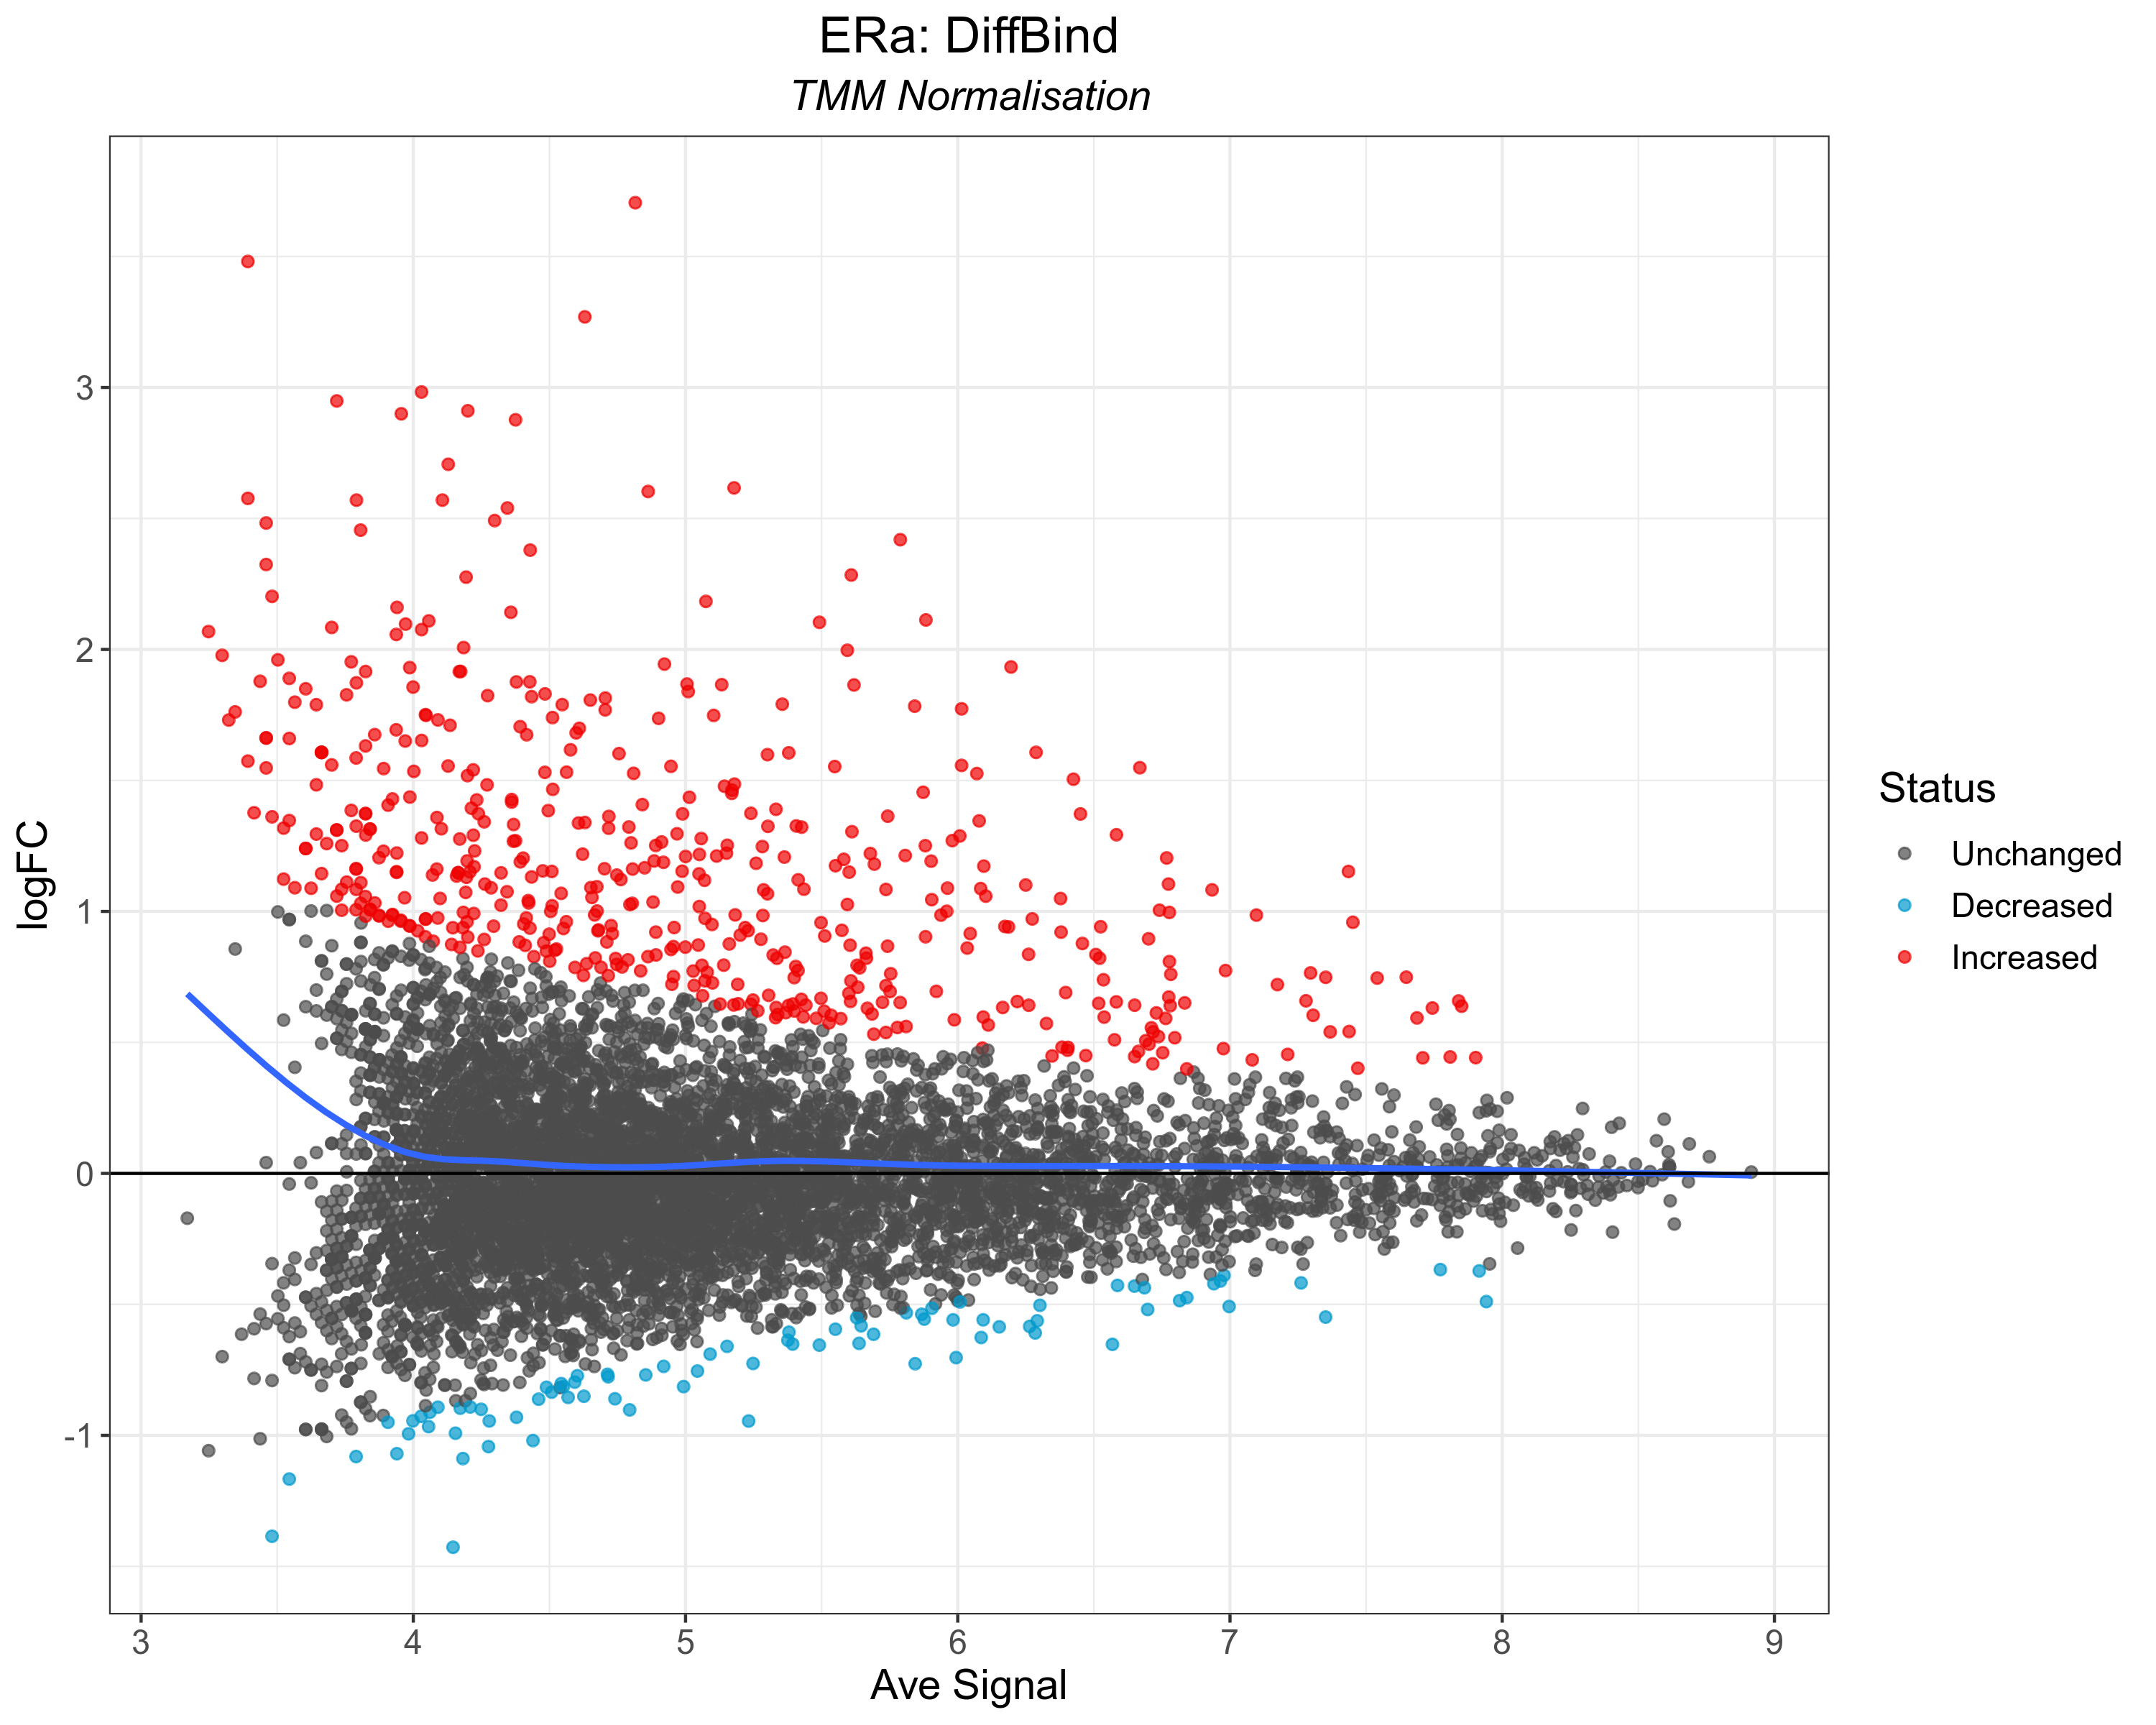 ERa: DiffBind
TMM Normalisation
logFC
3
2
1
0
-1
3 4 5 6 7 8 9
Ave Signal
Status
Unchanged
Decreased
Increased